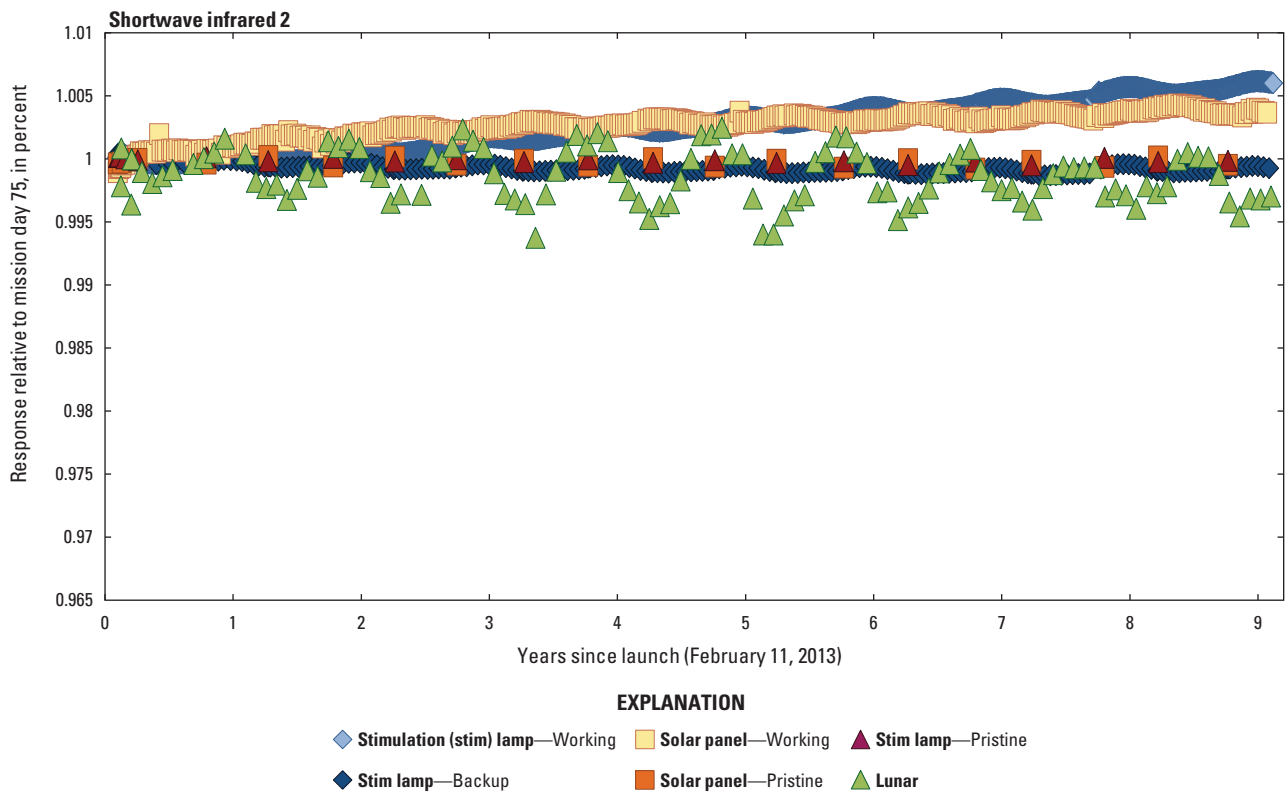 Shortwave infrared 2
Response relative to mission day 75, in percent
1.01
1.005
1
0.995
0.99
0.985
0.98
0.975
0.97
0.965
0 1 2 3 4 5 6 7 8 9
Years since launch (February 11, 2013)
EXPLANATION
Stimulation (stim) lamp—Working Solar panel—Working Stim lamp—Pristine
Stim lamp—Backup Solar panel—Pristine Lunar